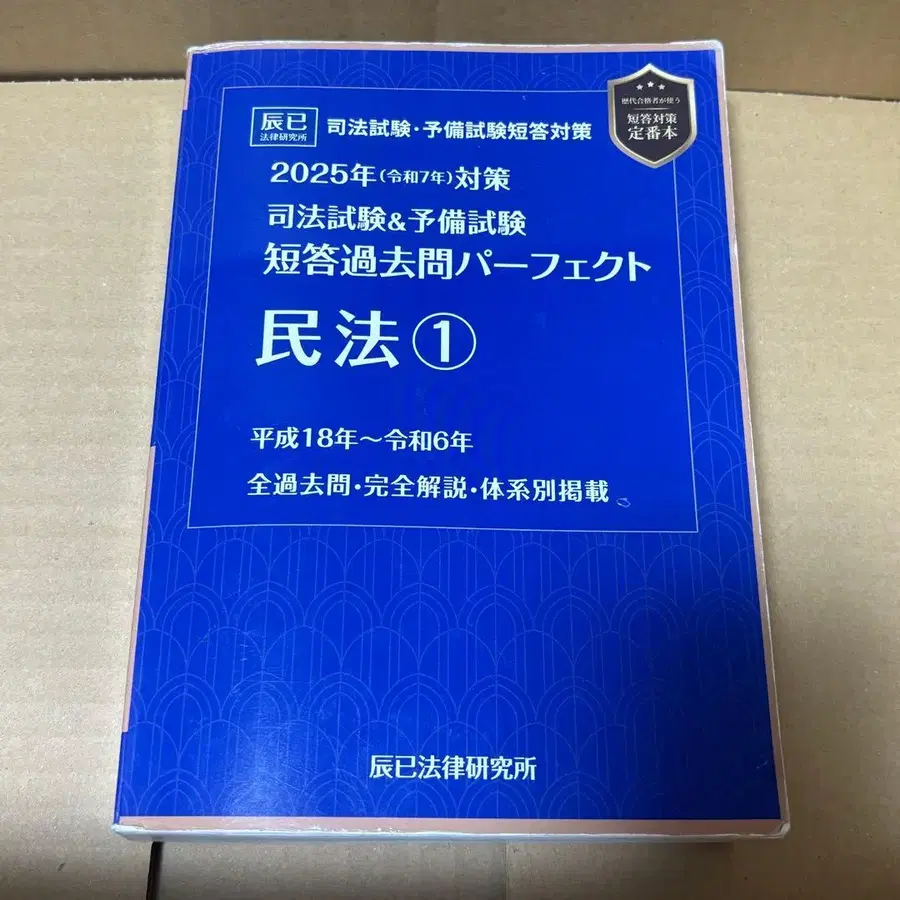 歴代合格者が使う
短答対策
定番本
辰已
法律研究所
司法試験・予備試験短答対策
2025年(令和7年)対策
司法試験&予備試験
短答過去問パーフェクト
民法①
平成18年～令和6年
全過去問・完全解説・体系別掲載
辰已法律研究所